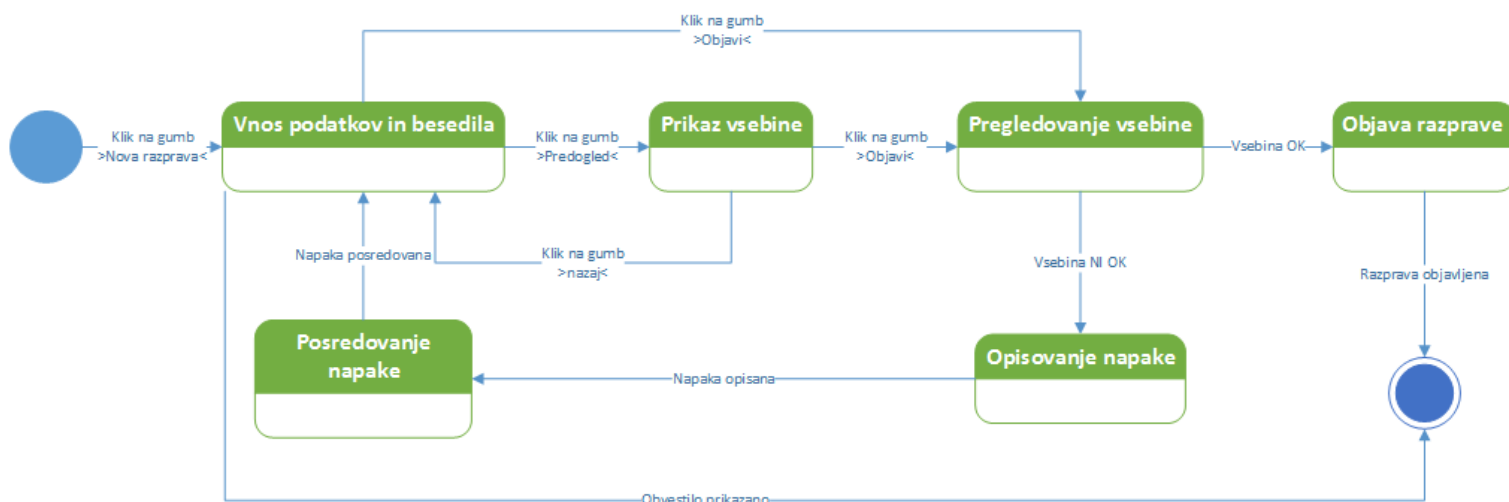 Klik na gumb
>Objavi<
Klik na gumb
>Nova razprava<
Vnos podatkov in besedila
Klik na gumb
>Predogled<
Prikaz vsebine
Klik na gumb
>Objavi<
Pregledovanje vsebine
Vsebina OK
Objava razprave
Napaka posredovana
Klik na gumb
>nazaj<
Vsebina NI OK
Razprava objavljena
Posredovanje
napake
Napaka opisana
Opisovanje napake
Obvestilo prikazano